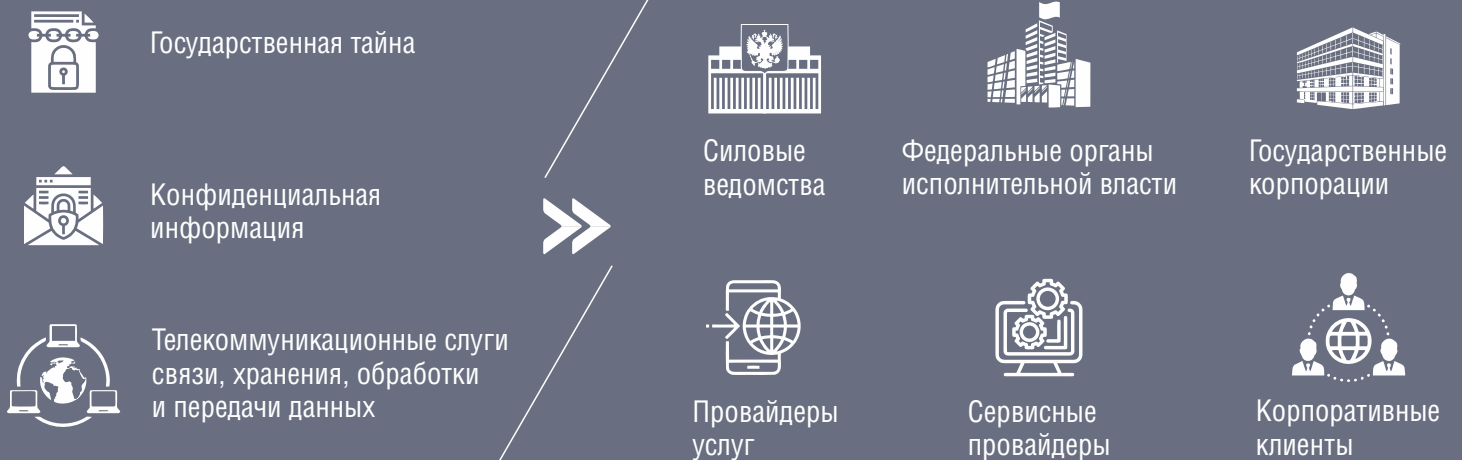 Государственная тайна
Конфиденциальная
информация
Телекоммуникационные слуги
связи, хранения, обработки
и передачи данных
Силовые
ведомства
Федеральные органы
исполнительной власти
Государственные
корпорации
Провайдеры
услуг
Сервисные
провайдеры
Корпоративные
клиенты